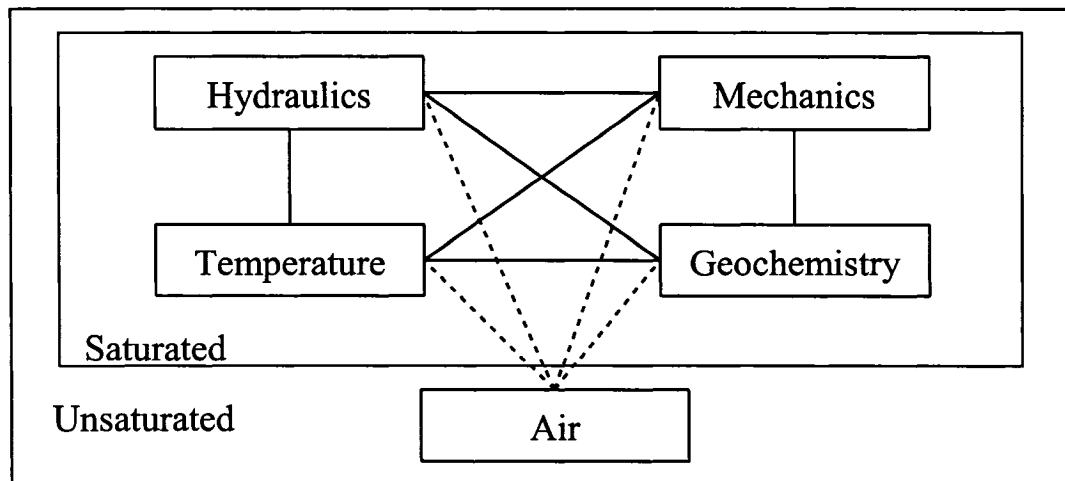 Hydraulics
Mechanics
Temperature
Geochemistry
Saturated
Unsaturated
Air